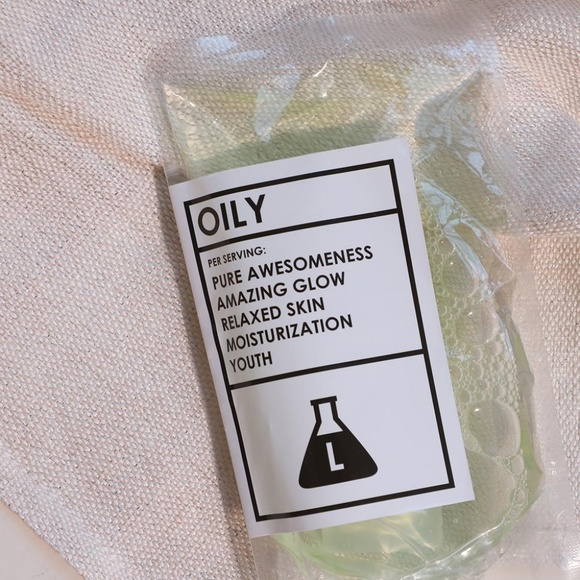 OILY
PER SERVING:
PURE AWESOMENESS
AMAZING GLOW
RELAXED SKIN
MOISTURIZATION
YOUTH
L